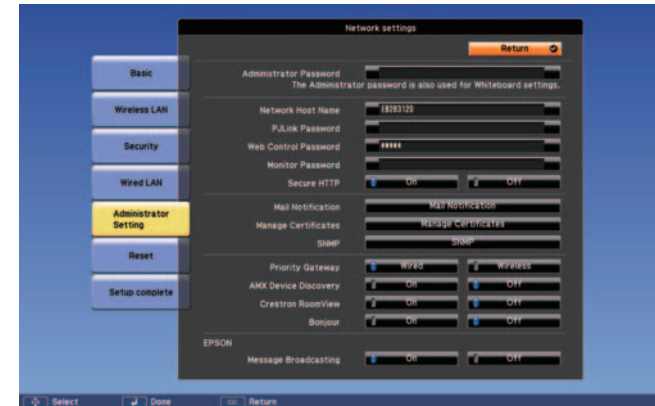 Network settings
Return
Basic
Wireless LAN
Security
Wired LAN
Administrator
Setting
Reset
Setup complete
Administrator Password
The Administrator password is also used for Whiteboard settings.
Network Host Name
PJLink Password
Web Control Password *****
Monitor Password
Secure HTTP On Off
Mail Notification Mail Notification
Manage Certificates Manage Certificates
SNMP SNMP
Priority Gateway Wired Wireless
AMX Device Discovery On Off
Crestron RoomView On Off
Bonjour On Off
EPSON
Message Broadcasting On Off
Select Done Return